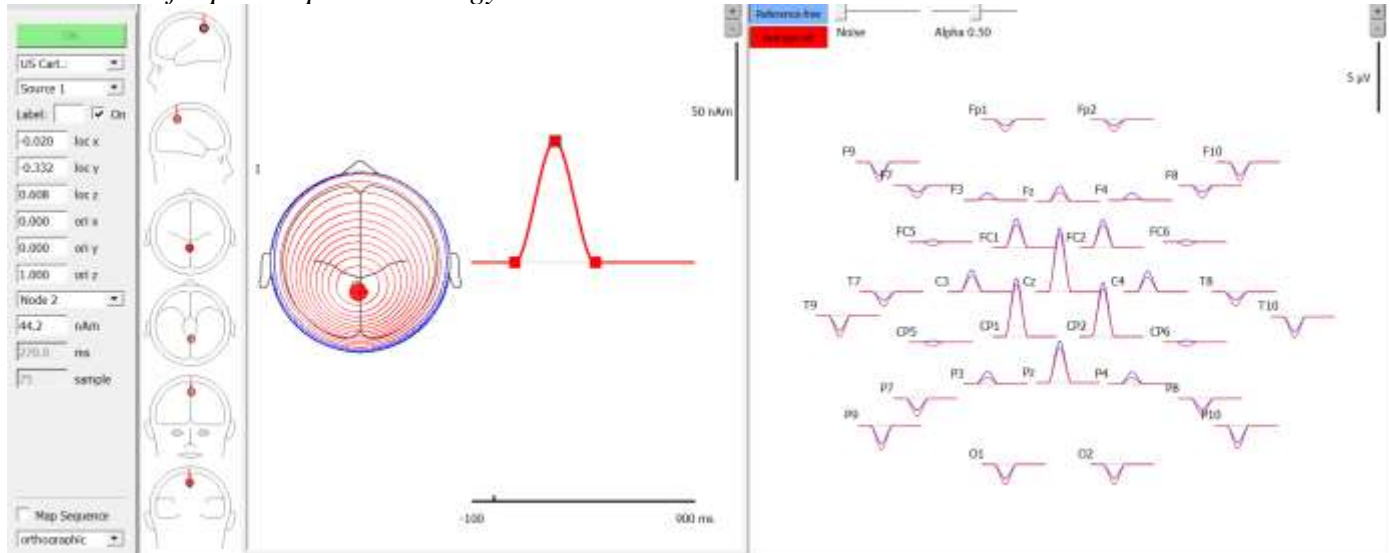 US Cart.:
Source 1
Label: On
-0.020 loc x
-0.332 loc y
0.608 loc z
0.000 ori x
0.000 ori y
1.000 ori z
Node 2
44.2 nAm
270.0 ms
75 sample
Map Sequence
orthographic
50 nAm
-100 900 ms
Reference-free
Noise Alpha 0.50
5 µV
Fp1 Fp2
F9 F10
F7 F3 Fz F4 F8
FC5 FC1 FC2 FC6
T9 T7 C3 Cz C4 T8 T10
CP5 CP1 CP2 CP6
P7 P3 Pz P4 P8
P9 P10
O1 O2